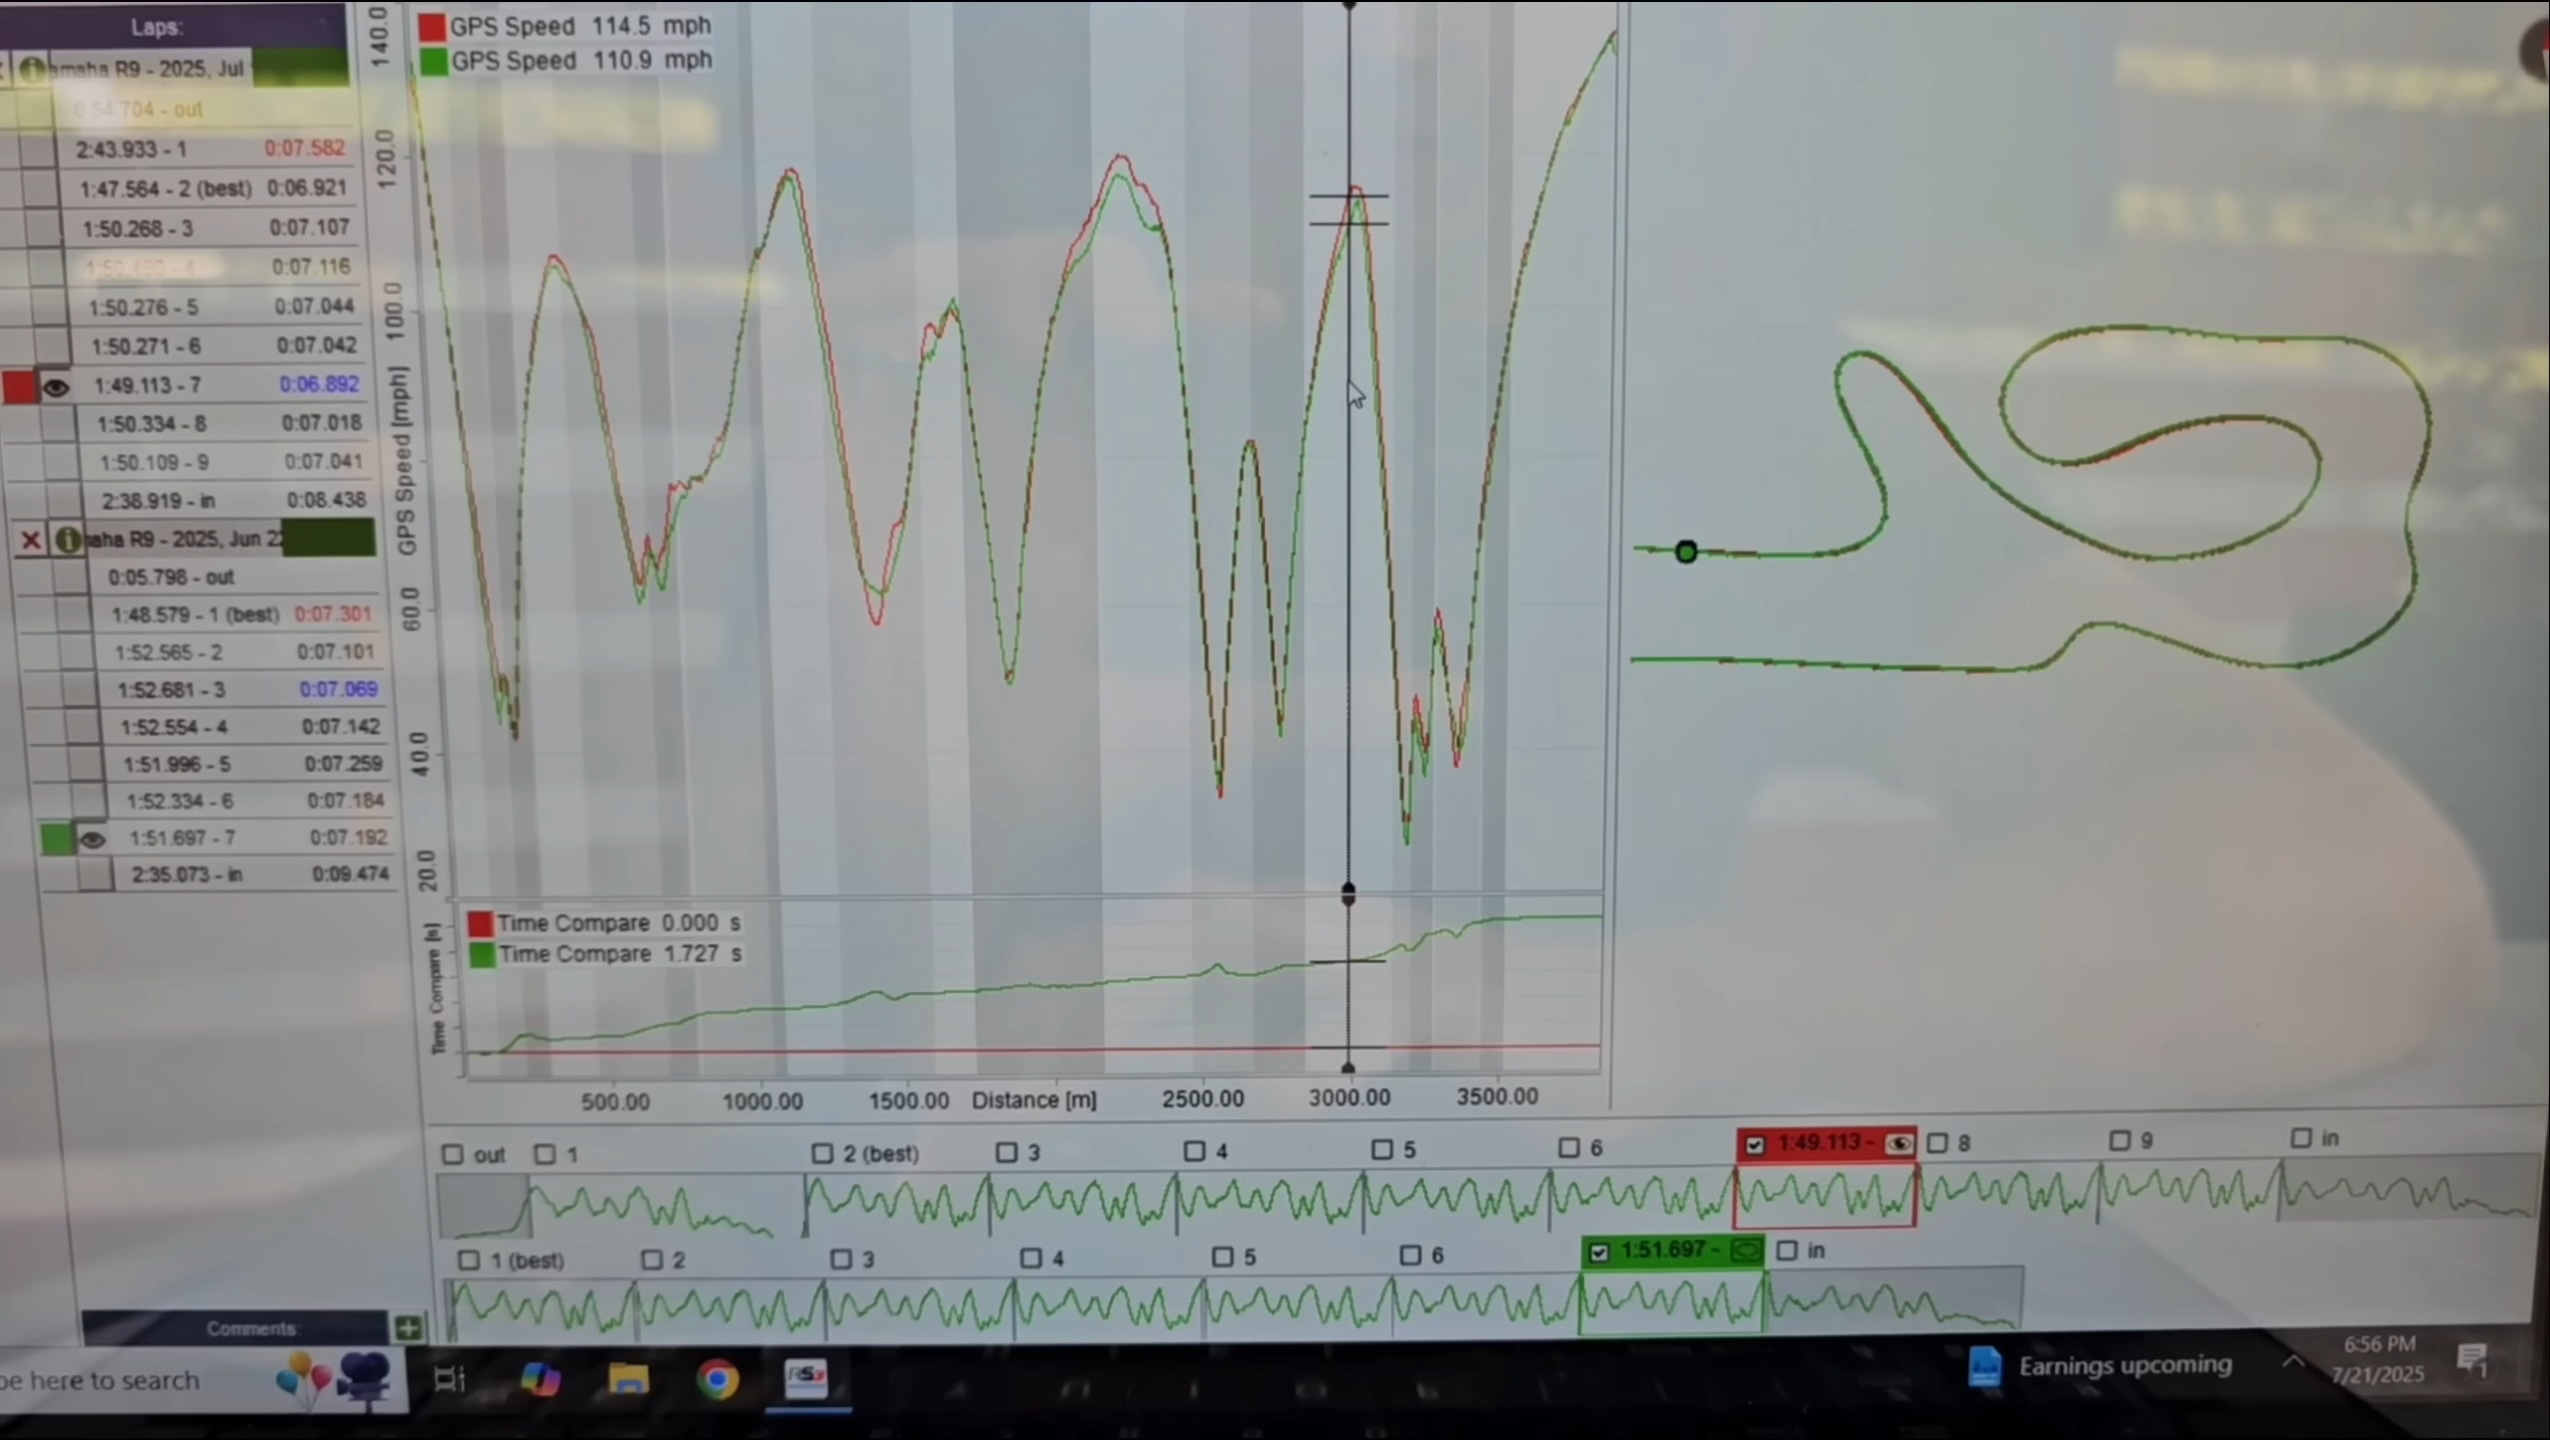 Laps:
amaha R9 - 2025, Jul
0:54.704 - out
2:43.933 - 1 0:07.582
1:47.564 - 2 (best) 0:06.921
1:50.268 - 3 0:07.107
0:07.116
1:50.276 - 5 0:07.044
1:50.271 - 6 0:07.042
1:49.113 - 7 0:06.892
1:50.334 - 8 0:07.018
1:50.109 - 9 0:07.041
2:38.919 - in 0:08.438
aha R9 - 2025, Jun 2
0:05.798 - out
1:48.579 - 1 (best) 0:07.301
1:52.565 - 2 0:07.101
1:52.681 - 3 0:07.069
1:52.554 - 4 0:07.142
1:51.996 - 5 0:07.259
1:52.334 - 6 0:07.184
1:51.697 - 7 0:07.192
2:35.073 - in 0:09.474
Comments:
GPS Speed 114.5 mph
GPS Speed 110.9 mph
140.0
120.0
100.0
GPS Speed [mph]
60.0
40.0
20.0
Time Compare 0.000 s
Time Compare 1.727 s
Time Compare [s]
500.00 1000.00 1500.00 Distance [m] 2500.00 3000.00 3500.00
out 1 2 (best) 3 4 5 6 1:49.113 - 8 9 in
1 (best) 2 3 4 5 6 1:51.697 - in
pe here to search
RS3
Earnings upcoming
6:56 PM
7/21/2025
1